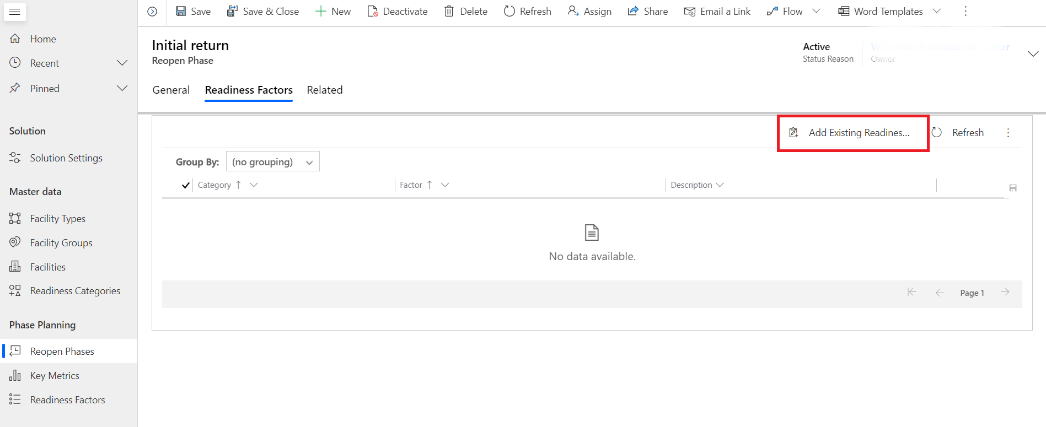 Save
Save & Close
New
Deactivate
Delete
Refresh
Assign
Share
Email a Link
Flow
Word Templates
Home
Recent
Pinned
Solution
Solution Settings
Master data
Facility Types
Facility Groups
Facilities
Readiness Categories
Phase Planning
Reopen Phases
Key Metrics
Readiness Factors
Initial return
Reopen Phase
Active
Status Reason
Owner
General
Readiness Factors
Related
Add Existing Readines...
Refresh
Group By:
(no grouping)
Category
Factor
Description
No data available.
Page 1